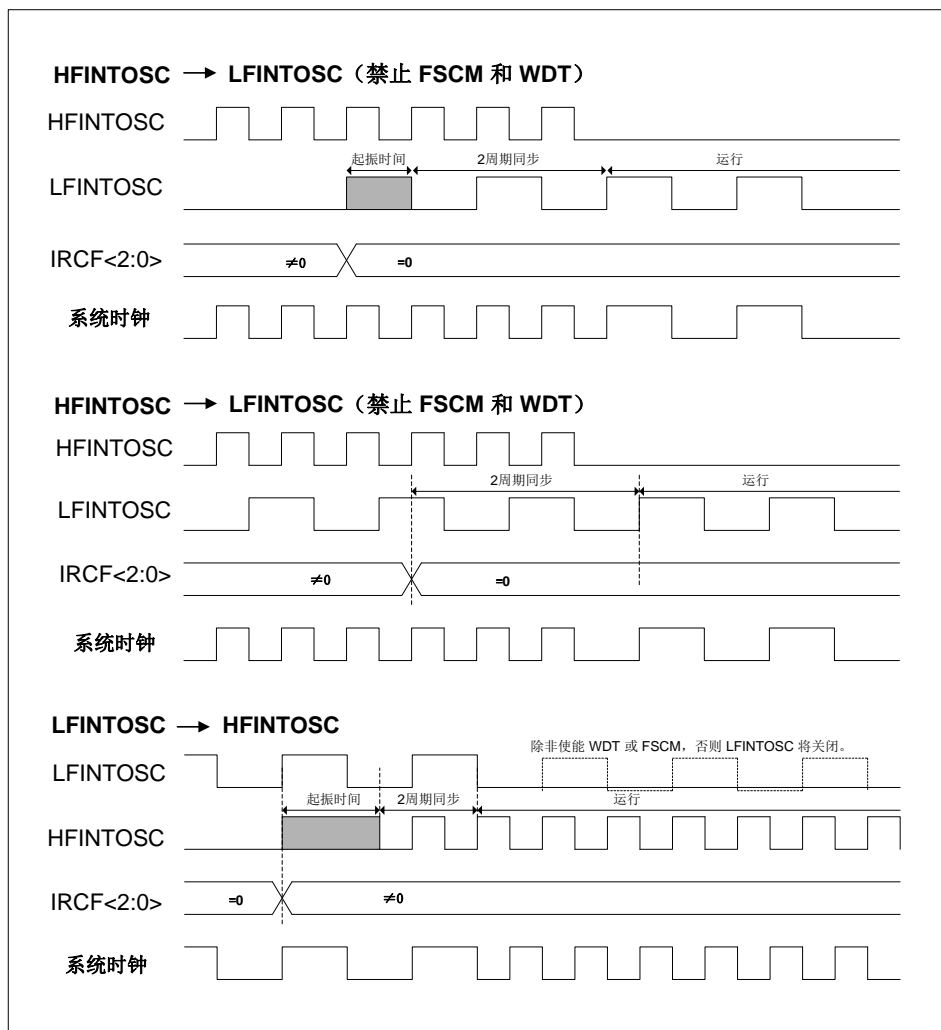 HFINTOSC → LFINTOSC（禁止 FSCM 和 WDT）
HFINTOSC
起振时间 2周期同步 运行
LFINTOSC
IRCF<2:0> ≠0 =0
系统时钟
HFINTOSC → LFINTOSC（禁止 FSCM 和 WDT）
HFINTOSC
2周期同步 运行
LFINTOSC
IRCF<2:0> ≠0 =0
系统时钟
LFINTOSC → HFINTOSC
除非使能 WDT 或 FSCM，否则 LFINTOSC 将关闭。
LFINTOSC
起振时间 2周期同步 运行
HFINTOSC
IRCF<2:0> =0 ≠0
系统时钟